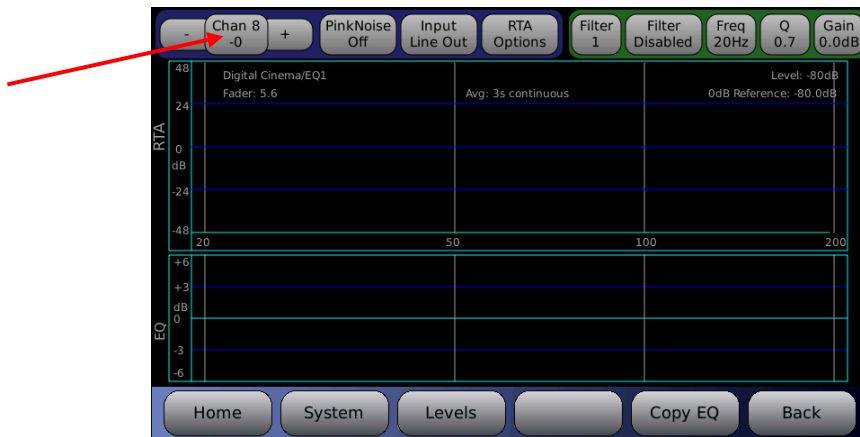 -
Chan 8
-0
+
PinkNoise
Off
Input
Line Out
RTA
Options
Filter
1
Filter
Disabled
Freq
20Hz
Q
0.7
Gain
0.0dB
Digital Cinema/EQ1
Level: -80dB
Fader: 5.6
Avg: 3s continuous
0dB Reference: -80.0dB
RTA
48
24
0
dB
-24
-48
20
50
100
200
EQ
+6
+3
dB
0
-3
-6
Home
System
Levels
Copy EQ
Back